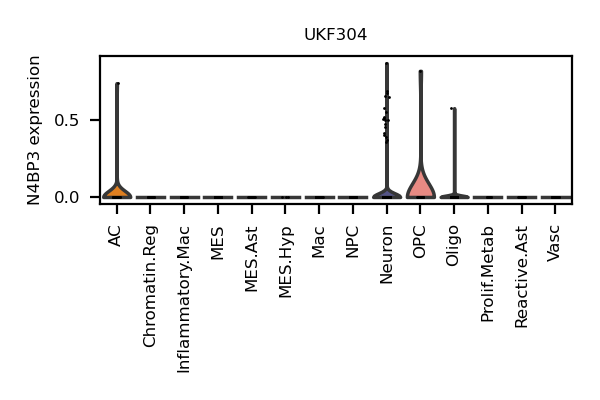 UKF304
N4BP3 expression
0.5
0.0
AC
Chromatin.Reg
Inflammatory.Mac
MES
MES.Ast
MES.Hyp
Mac
NPC
Neuron
OPC
Oligo
Prolif.Metab
Reactive.Ast
Vasc